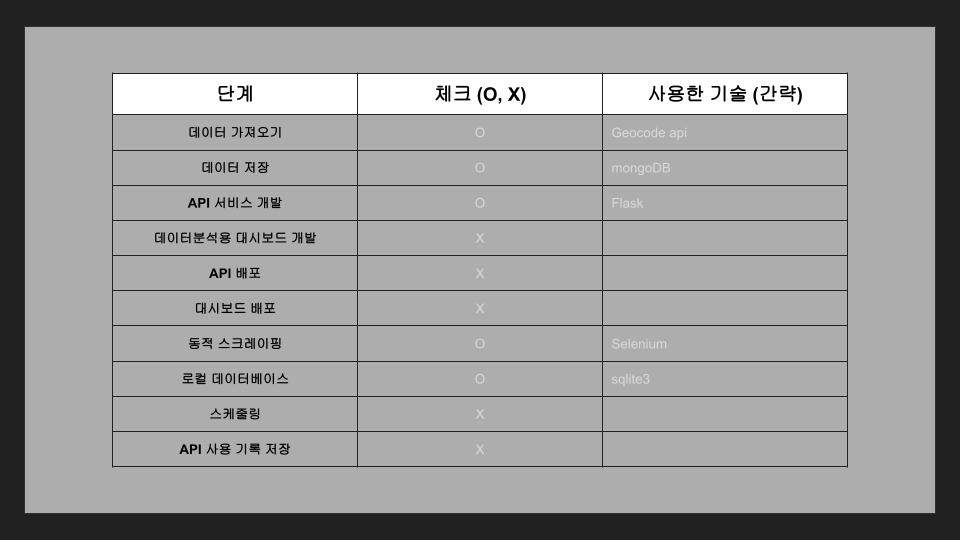 단계 체크 (O, X) 사용한 기술 (간략)
데이터 가져오기 O Geocode api
데이터 저장 O mongoDB
API 서비스 개발 O Flask
데이터분석용 대시보드 개발 X
API 배포 X
대시보드 배포 X
동적 스크레이핑 O Selenium
로컬 데이터베이스 O sqlite3
스케줄링 X
API 사용 기록 저장 X